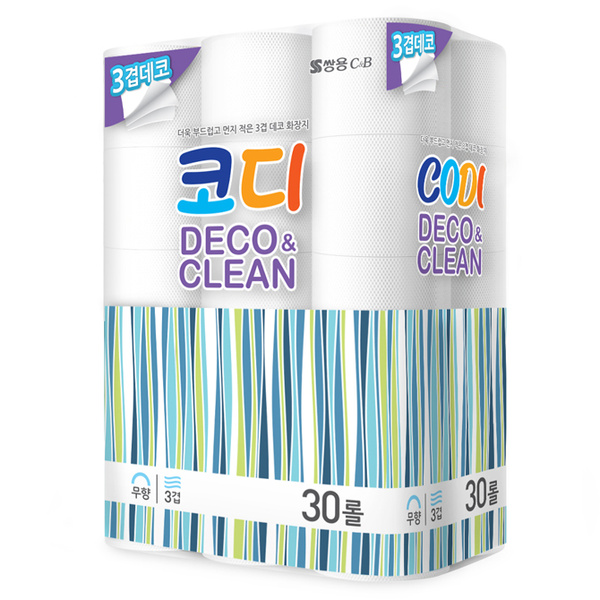 3겹데코
더욱 부드럽고 먼지 적은 3겹 데코 화장지
코디
DECO &
CLEAN
무향
3겹
30롤
쌍용 C&B
3겹데코
CODI
DECO &
CLEAN
무향
3겹
30롤